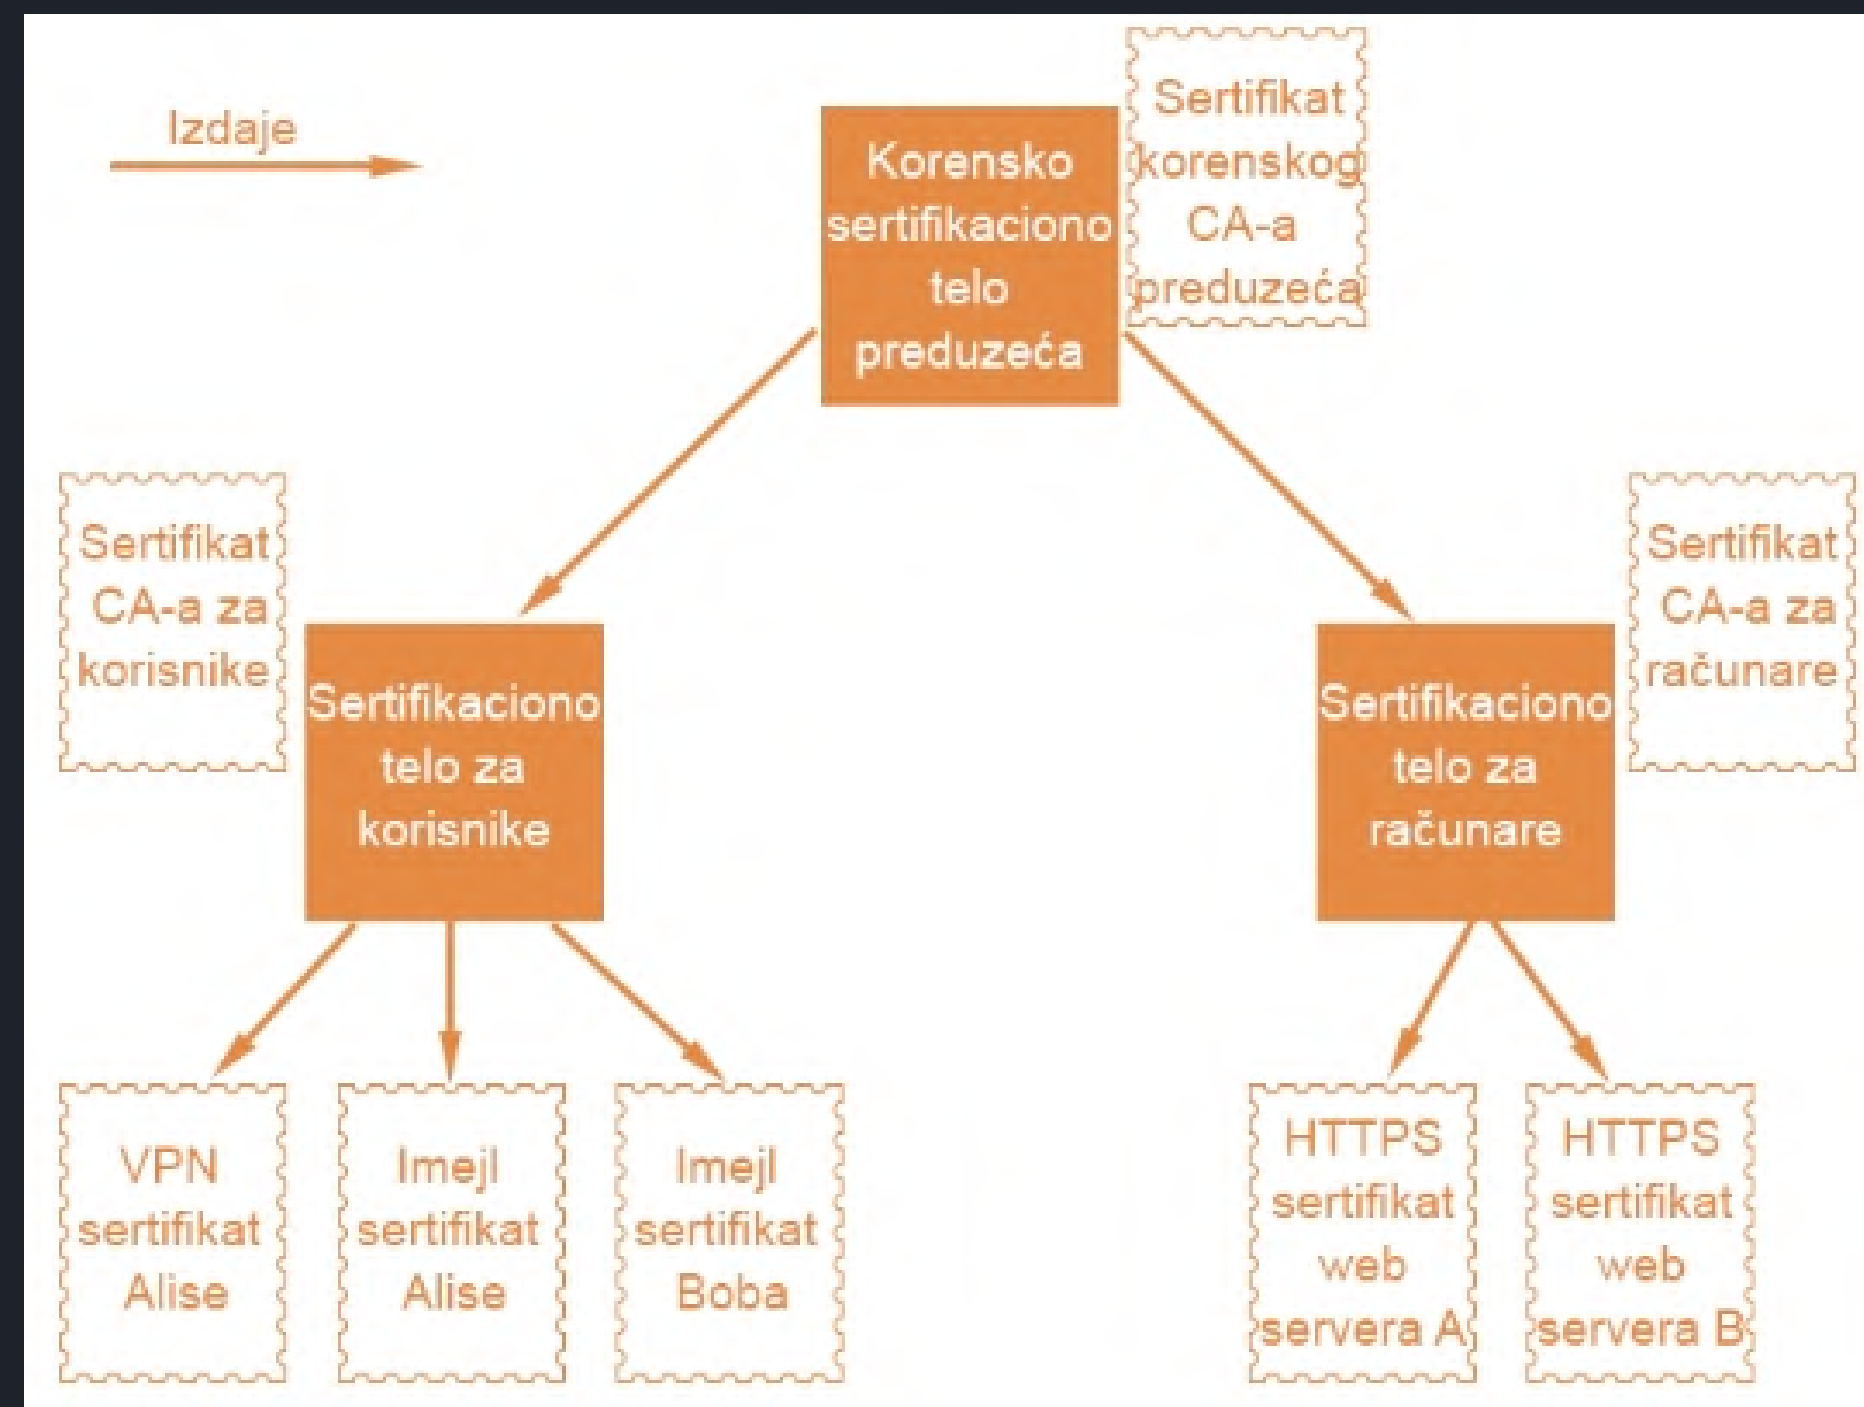 Izdaje
Korensko
sertifikaciono
telo
preduzeća
Sertifikat
korenskog
CA-a
preduzeća
Sertifikat
CA-a za
korisnike
Sertifikaciono
telo za
korisnike
Sertifikaciono
telo za
računare
Sertifikat
CA-a za
računare
VPN
sertifikat
Alise
Imejl
sertifikat
Alise
Imejl
sertifikat
Boba
HTTPS
sertifikat
web
servera A
HTTPS
sertifikat
web
servera B